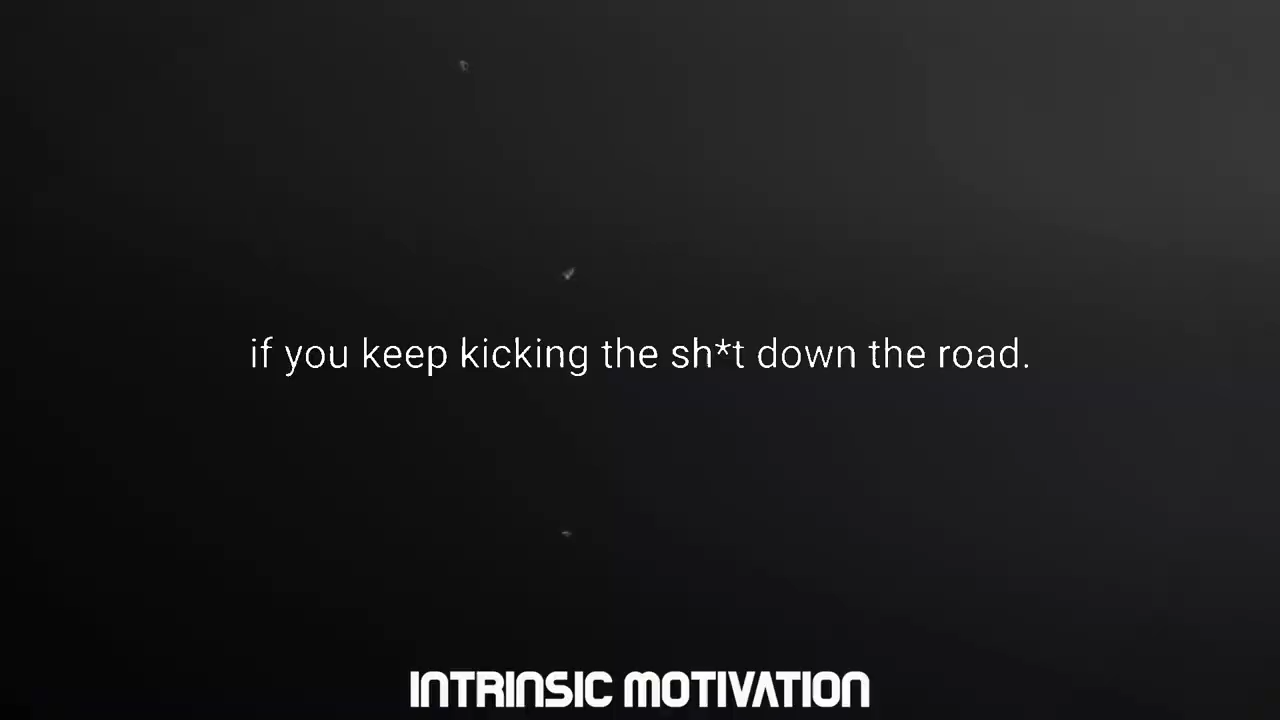 if you keep kicking the sh*t down the road.
INTRINSIC MOTIVATION